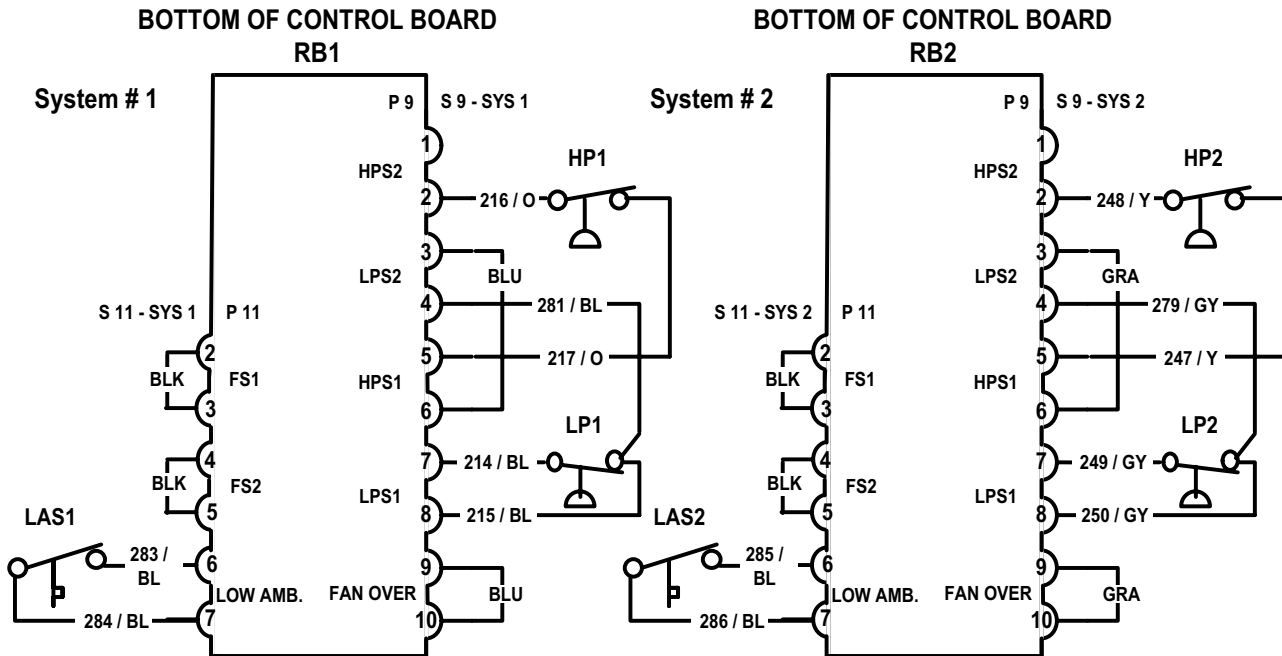 BOTTOM OF CONTROL BOARD
RB1
System # 1
P 9
S 9 - SYS 1
1
HPS2
HP1
2
216 / O
3
LPS2
BLU
4
281 / BL
S 11 - SYS 1
P 11
5
217 / O
2
BLK
FS1
HPS1
3
6
LP1
4
7
214 / BL
BLK
FS2
LPS1
5
8
215 / BL
LAS1
283 /
BL
6
9
LOW AMB.
FAN OVER
BLU
284 / BL
7
10
BOTTOM OF CONTROL BOARD
RB2
System # 2
P 9
S 9 - SYS 2
1
HPS2
HP2
2
248 / Y
3
LPS2
GRA
4
279 / GY
S 11 - SYS 2
P 11
5
247 / Y
2
BLK
FS1
HPS1
3
6
LP2
4
7
249 / GY
BLK
FS2
LPS1
5
8
250 / GY
LAS2
285/
BL
6
9
LOW AMB.
FAN OVER
GRA
286 / BL
7
10